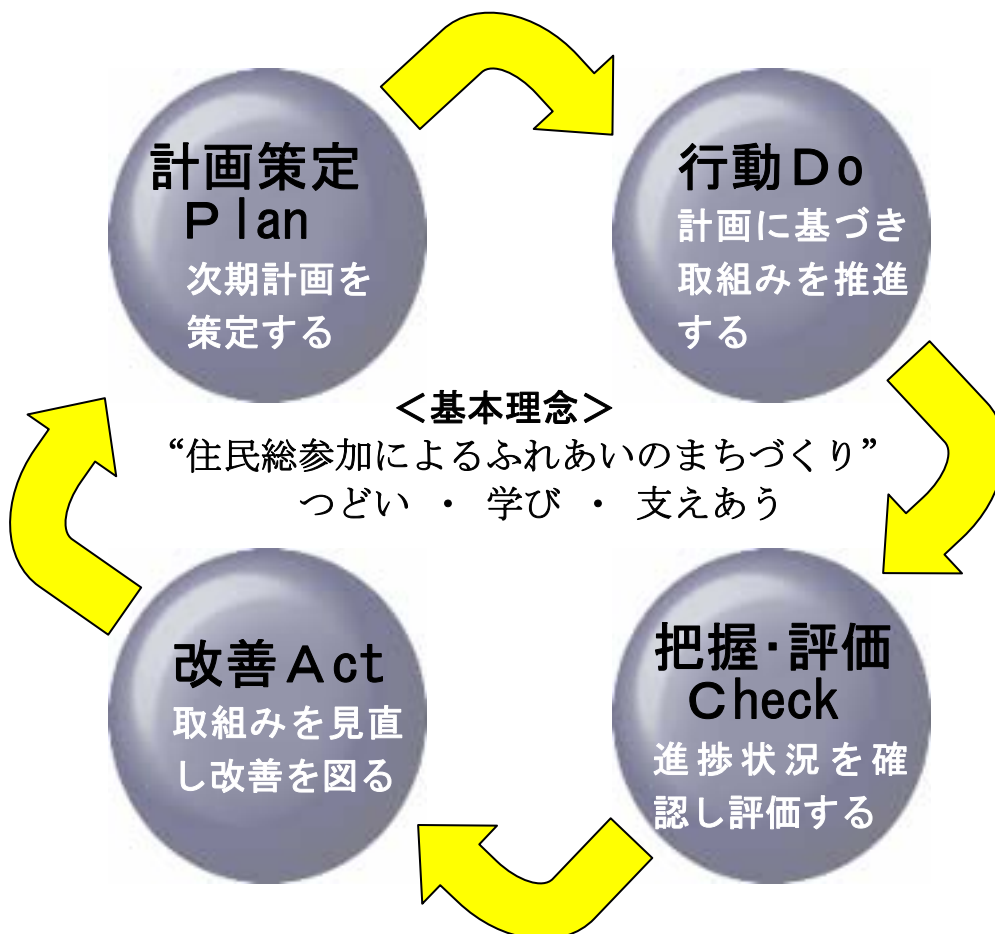 計画策定
Plan
次期計画を
策定する
行動Do
計画に基づき
取組みを推進
する
＜基本理念＞
“住民総参加によるふれあいのまちづくり”
つどい ・ 学び ・ 支えあう
改善Act
取組みを見直
し改善を図る
把握・評価
Check
進捗状況を確
認し評価する